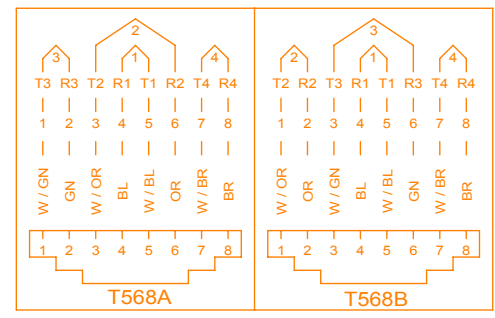 2
3 1 4
T3 R3 T2 R1 T1 R2 T4 R4
1 2 3 4 5 6 7 8
W / GN GN W / OR BL W / BL OR W / BR BR
1 2 3 4 5 6 7 8
T568A
3
2 1 4
T2 R2 T3 R1 T1 R3 T4 R4
1 2 3 4 5 6 7 8
W / OR OR W / GN BL W / BL GN W / BR BR
1 2 3 4 5 6 7 8
T568B